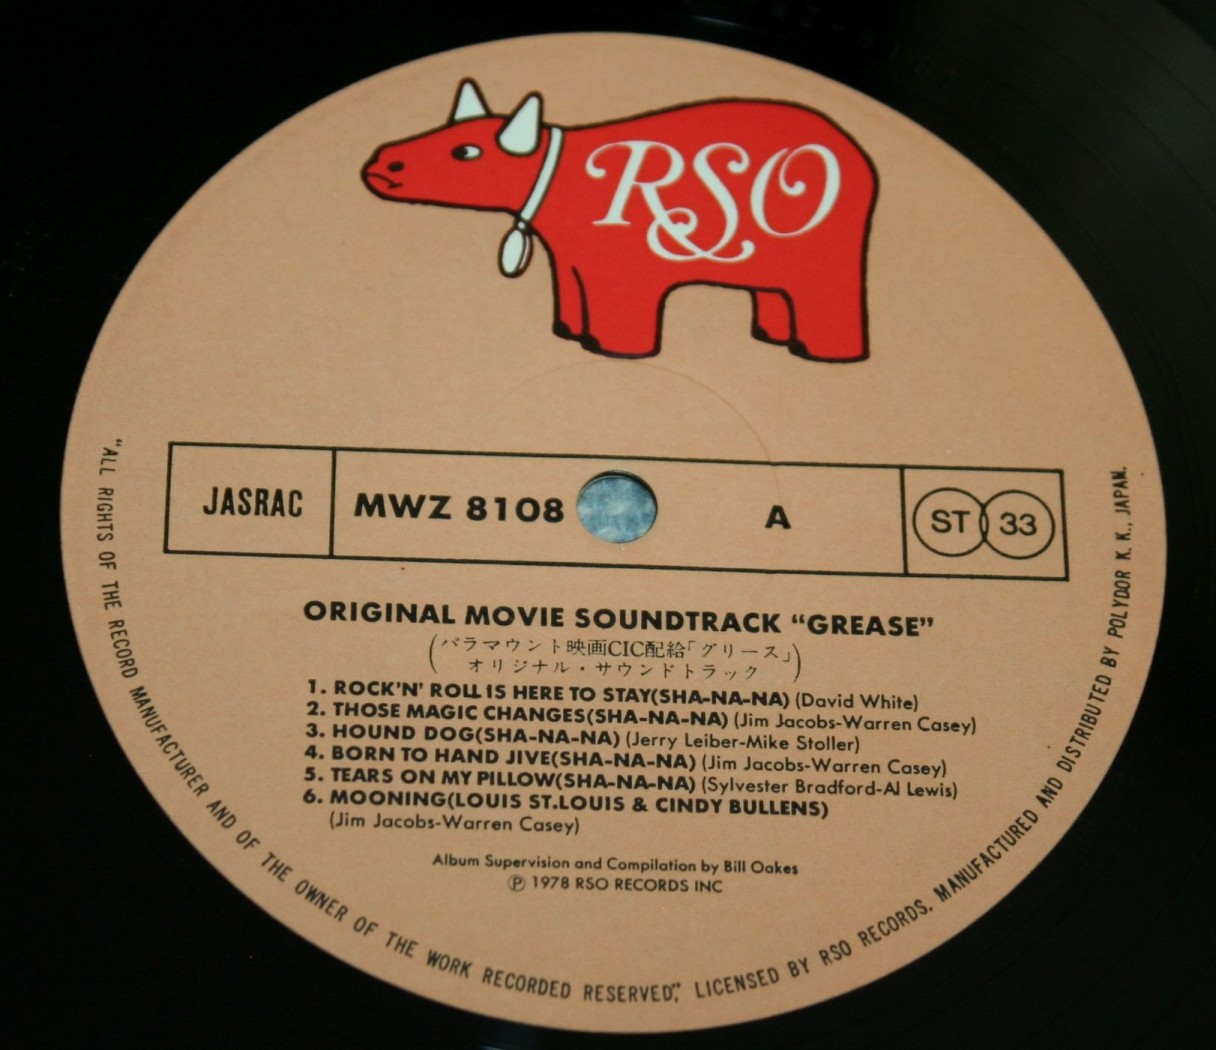 RSO
JASRAC
MWZ 8108
A
ST 33
ORIGINAL MOVIE SOUNDTRACK “GREASE”
(パラマウント映画CIC配給「グリース」
オリジナル・サウンドトラック)
1. ROCK'N' ROLL IS HERE TO STAY(SHA-NA-NA) (David White)
2. THOSE MAGIC CHANGES(SHA-NA-NA) (Jim Jacobs-Warren Casey)
3. HOUND DOG(SHA-NA-NA) (Jerry Leiber-Mike Stoller)
4. BORN TO HAND JIVE(SHA-NA-NA) (Jim Jacobs-Warren Casey)
5. TEARS ON MY PILLOW(SHA-NA-NA) (Sylvester Bradford-Al Lewis)
6. MOONING(LOUIS ST.LOUIS & CINDY BULLENS)
(Jim Jacobs-Warren Casey)
Album Supervision and Compilation by Bill Oakes
Ⓟ 1978 RSO RECORDS INC
“ALL RIGHTS OF THE RECORD MANUFACTURER AND OF THE OWNER OF THE WORK RECORDED RESERVED”, LICENSED BY RSO RECORDS. MANUFACTURED AND DISTRIBUTED BY POLYDOR K. K., JAPAN.